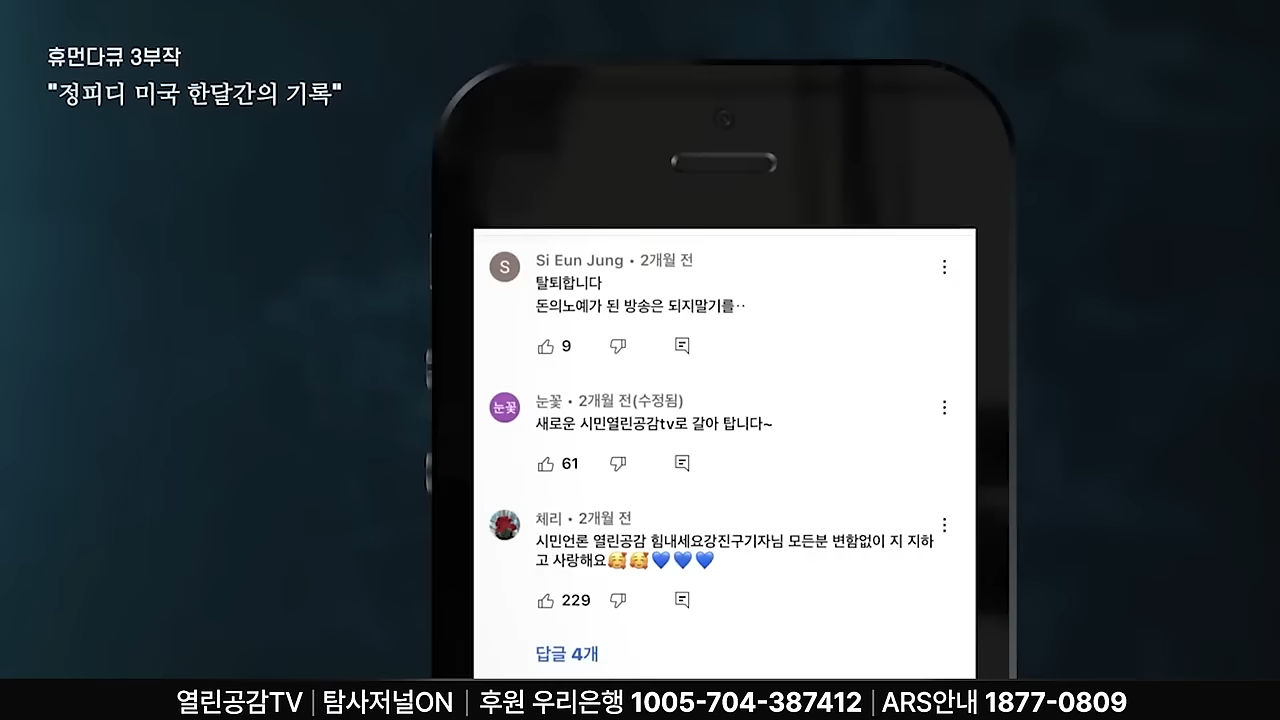 휴먼다큐 3부작
"정피디 미국 한달간의 기록"
S
Si Eun Jung • 2개월 전
탈퇴합니다
돈의노예가 된 방송은 되지말기를··
9
눈꽃
눈꽃 • 2개월 전(수정됨)
새로운 시민열린공감tv로 갈아 탑니다~
61
체리 • 2개월 전
시민언론 열린공감 힘내세요강진구기자님 모든분 변함없이 지 지하
고 사랑해요🥰🥰💙💙💙
229
답글 4개
열린공감TV | 탐사저널ON | 후원 우리은행 1005-704-387412 | ARS안내 1877-0809